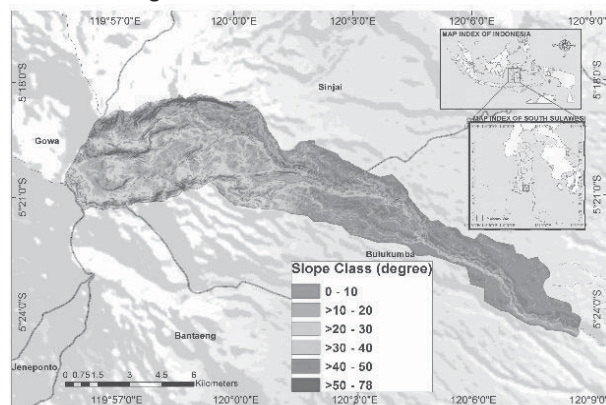 119°57'0"E 120°0'0" 120°3'0"E 120°6'0"E 120°9'0"E
MAP INDEX OF INDONESIA
5°18'0"S
Sinjai
5°18'0"S
MAP INDEX OF SOUTH SULAWESI
Gowa
5°21'0"S
5°21'0"S
Bulukumba
Slope Class (degree)
0 - 10
>10 - 20
>20 - 30
>30 - 40
>40 - 50
>50 - 78
5°24'0"S
5°24'0"S
Bantaeng
Jeneponto
0 0.75 1.5 3 4.5 6
Kilometers
119°57'0"E 120°0'0" 120°3'0"E 120°6'0"E 120°9'0"E